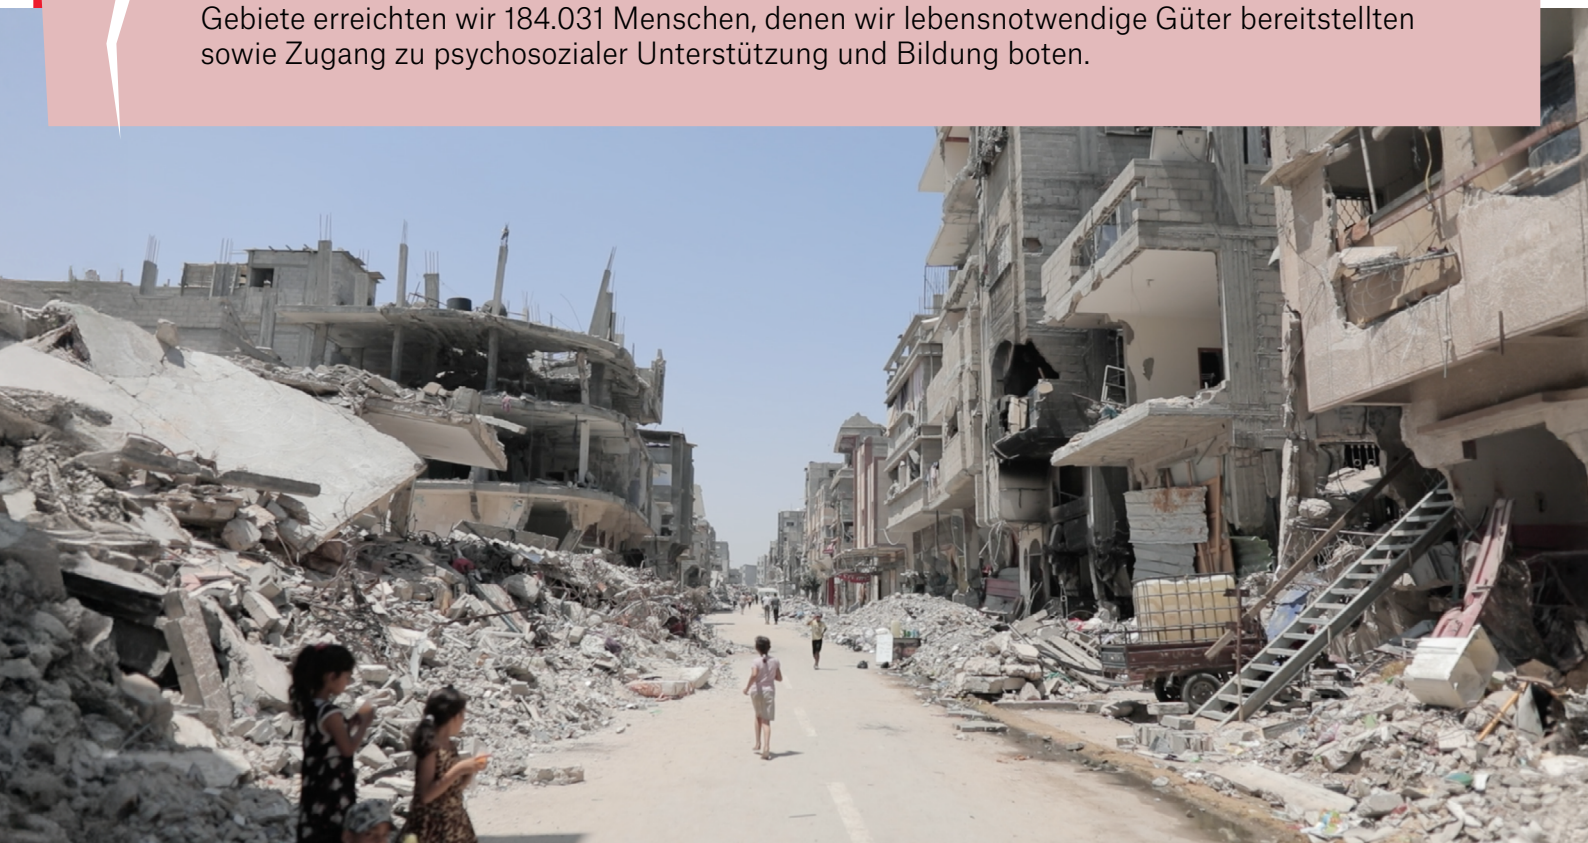 Gebiete erreichten wir 184.031 Menschen, denen wir lebensnotwendige Güter bereitstellten
sowie Zugang zu psychosozialer Unterstützung und Bildung boten.